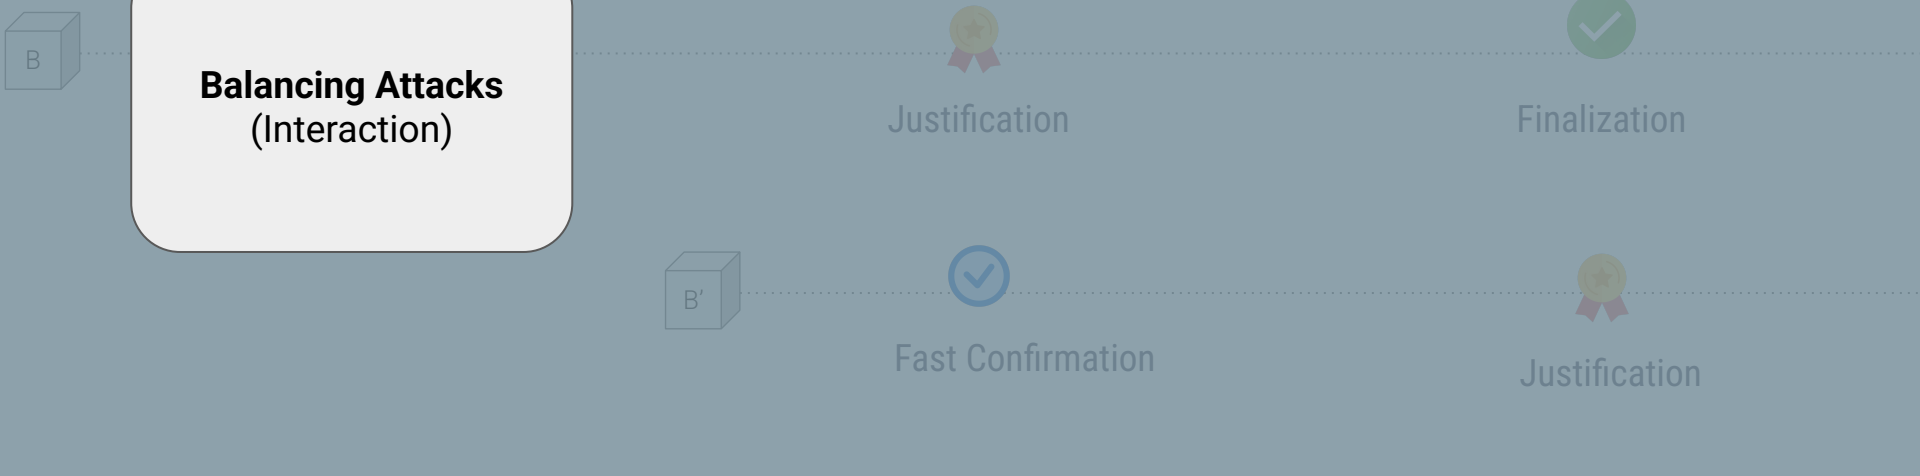 B
Balancing Attacks
(Interaction)
Justification
Finalization
B'
Fast Confirmation
Justification